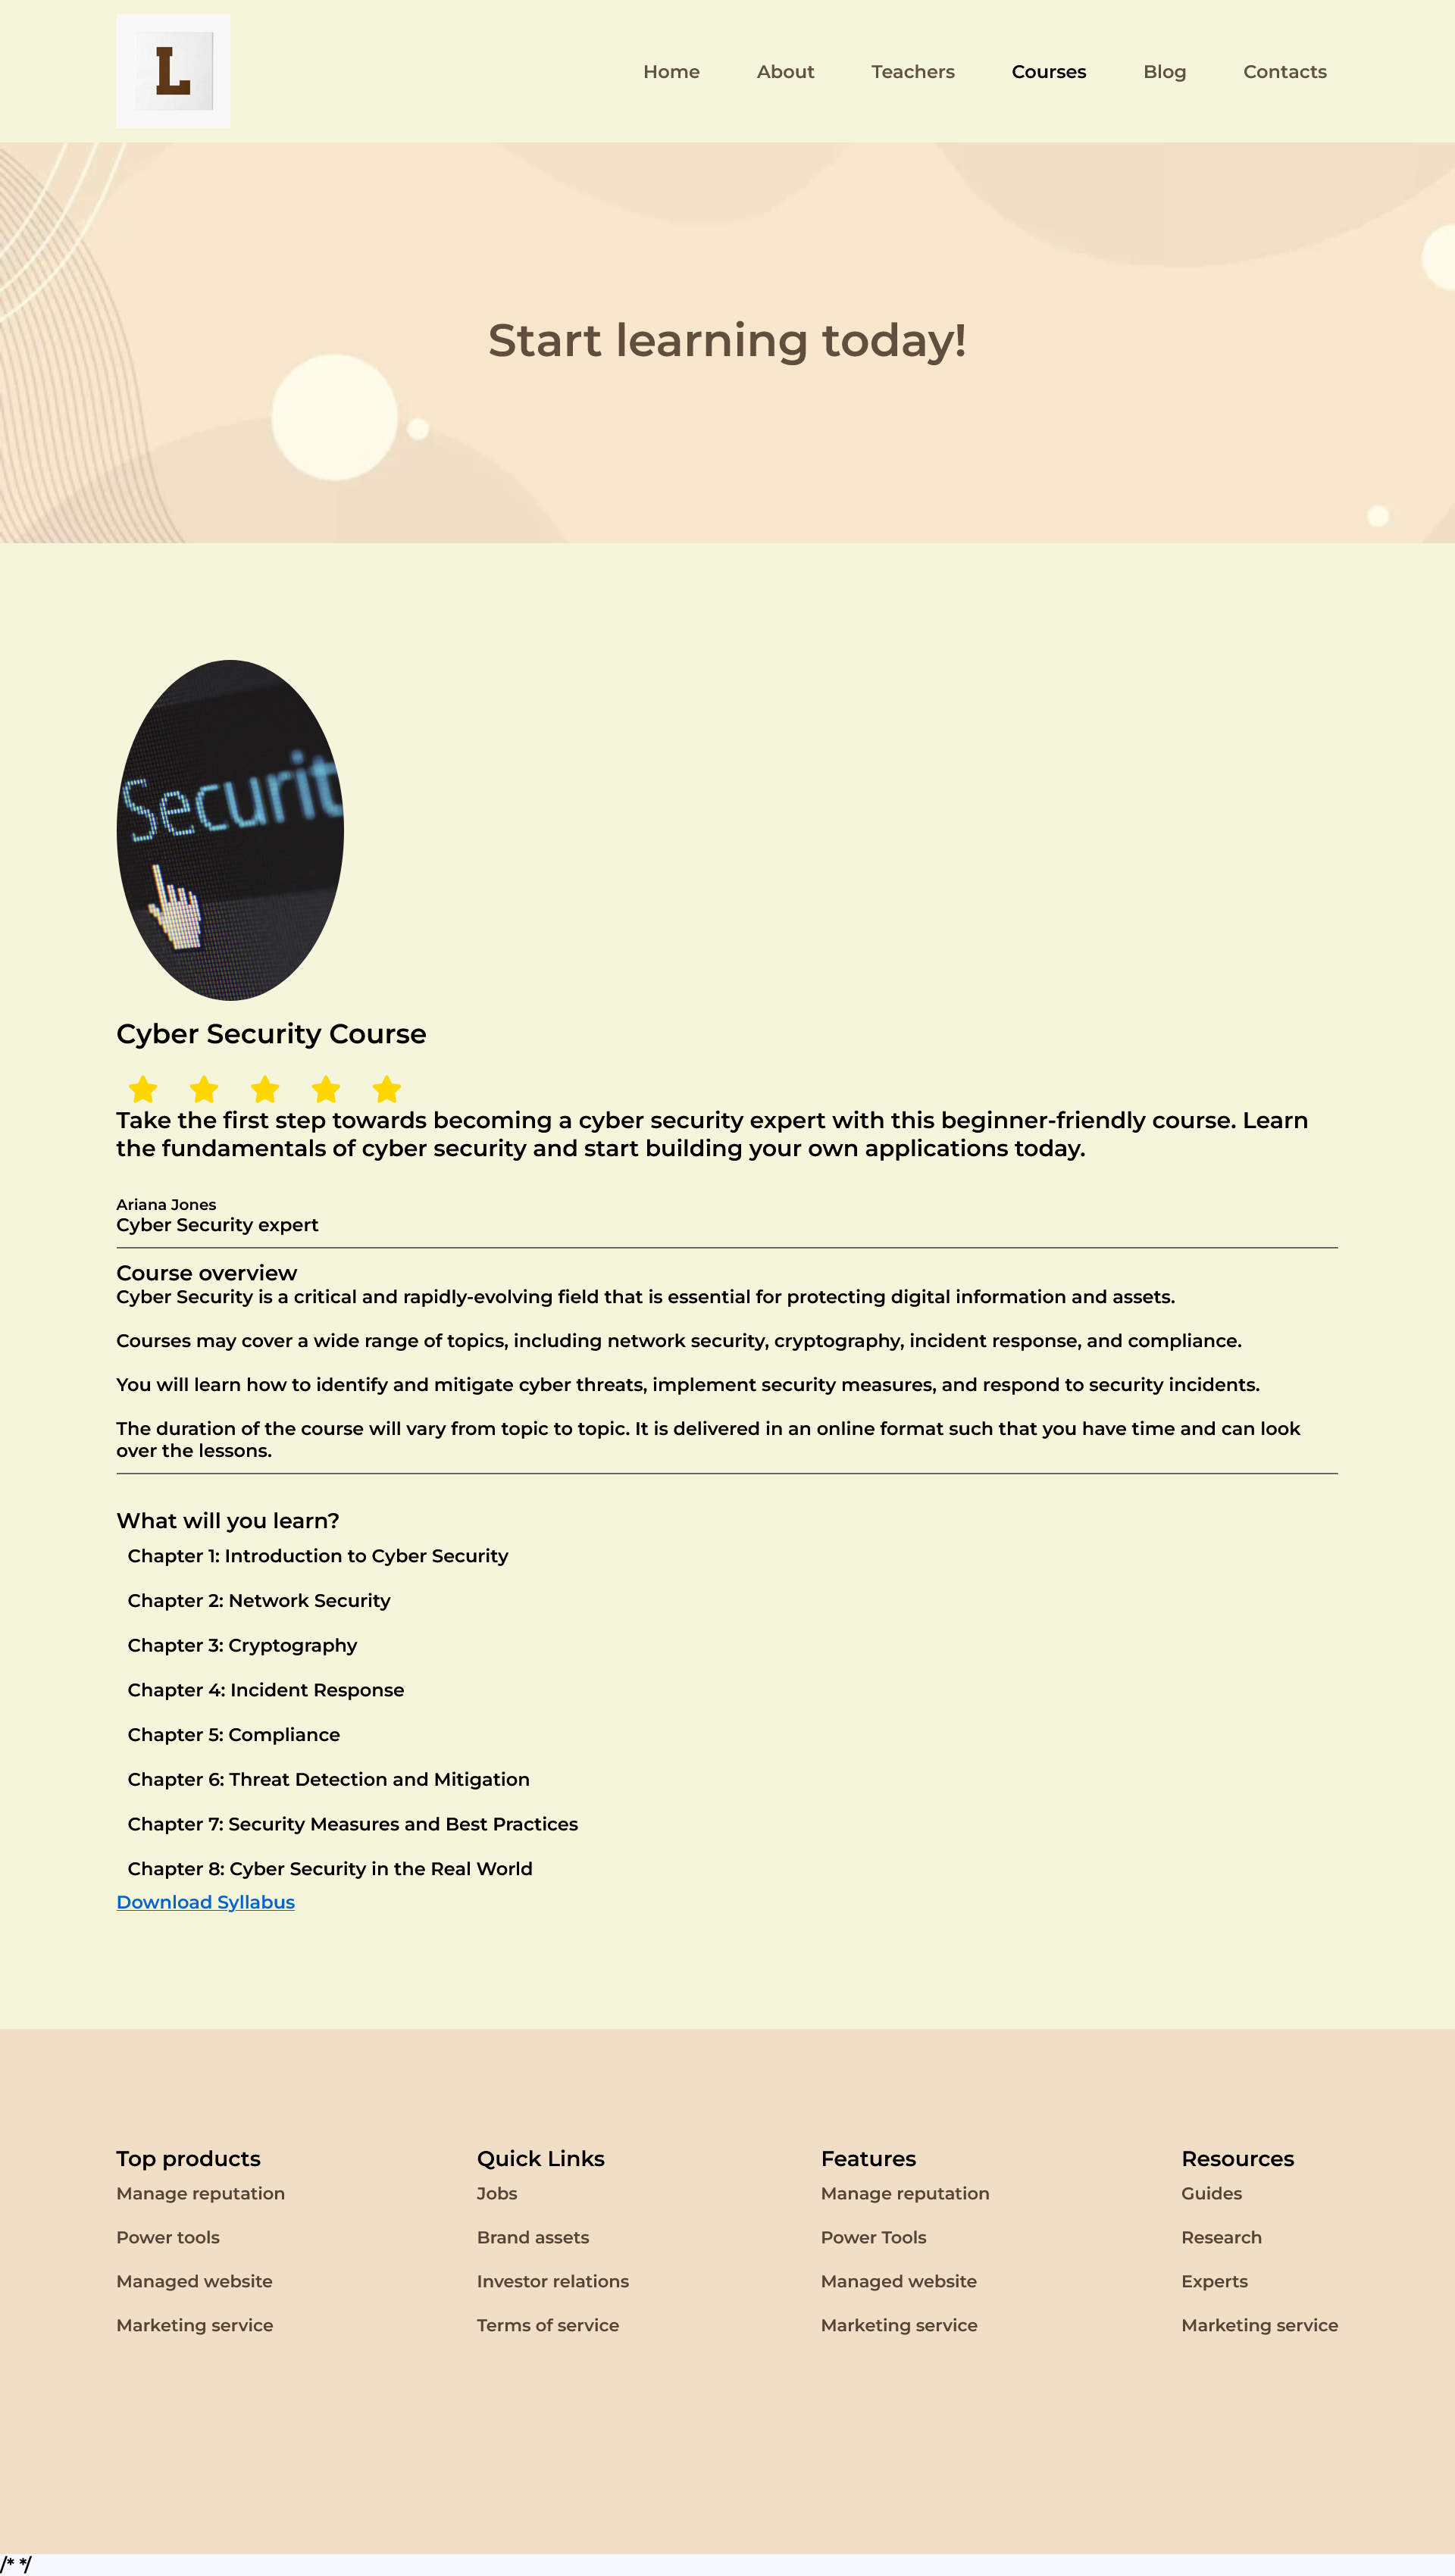 L
Home About Teachers Courses Blog Contacts
Start learning today!
Securit
Cyber Security Course
Take the first step towards becoming a cyber security expert with this beginner-friendly course. Learn
the fundamentals of cyber security and start building your own applications today.
Ariana Jones
Cyber Security expert
Course overview
Cyber Security is a critical and rapidly-evolving field that is essential for protecting digital information and assets.
Courses may cover a wide range of topics, including network security, cryptography, incident response, and compliance.
You will learn how to identify and mitigate cyber threats, implement security measures, and respond to security incidents.
The duration of the course will vary from topic to topic. It is delivered in an online format such that you have time and can look
over the lessons.
What will you learn?
Chapter 1: Introduction to Cyber Security
Chapter 2: Network Security
Chapter 3: Cryptography
Chapter 4: Incident Response
Chapter 5: Compliance
Chapter 6: Threat Detection and Mitigation
Chapter 7: Security Measures and Best Practices
Chapter 8: Cyber Security in the Real World
Download Syllabus
Top products
Manage reputation
Power tools
Managed website
Marketing service
Quick Links
Jobs
Brand assets
Investor relations
Terms of service
Features
Manage reputation
Power Tools
Managed website
Marketing service
Resources
Guides
Research
Experts
Marketing service
/* */